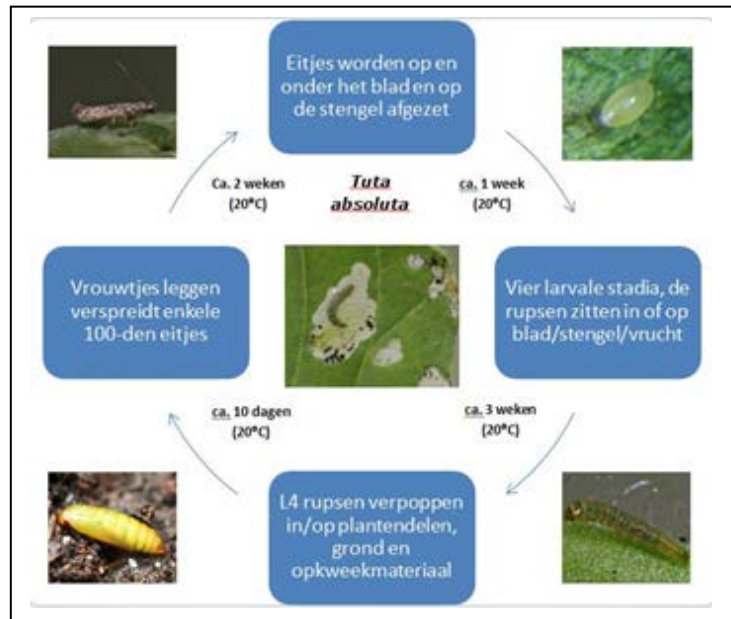 Eitjes worden op en
onder het blad en op
de stengel afgezet
Ca. 2 weken
(20°C)
Tuta
absoluta
ca. 1 week
(20°C)
Vrouwtjes leggen
verspreidt enkele
100-den eitjes
Vier larvale stadia, de
rupsen zitten in of op
blad/stengel/vrucht
ca. 10 dagen
(20°C)
ca. 3 weken
(20°C)
L4 rupsen verpoppen
in/op plantendelen,
grond en
opkweekmateriaal